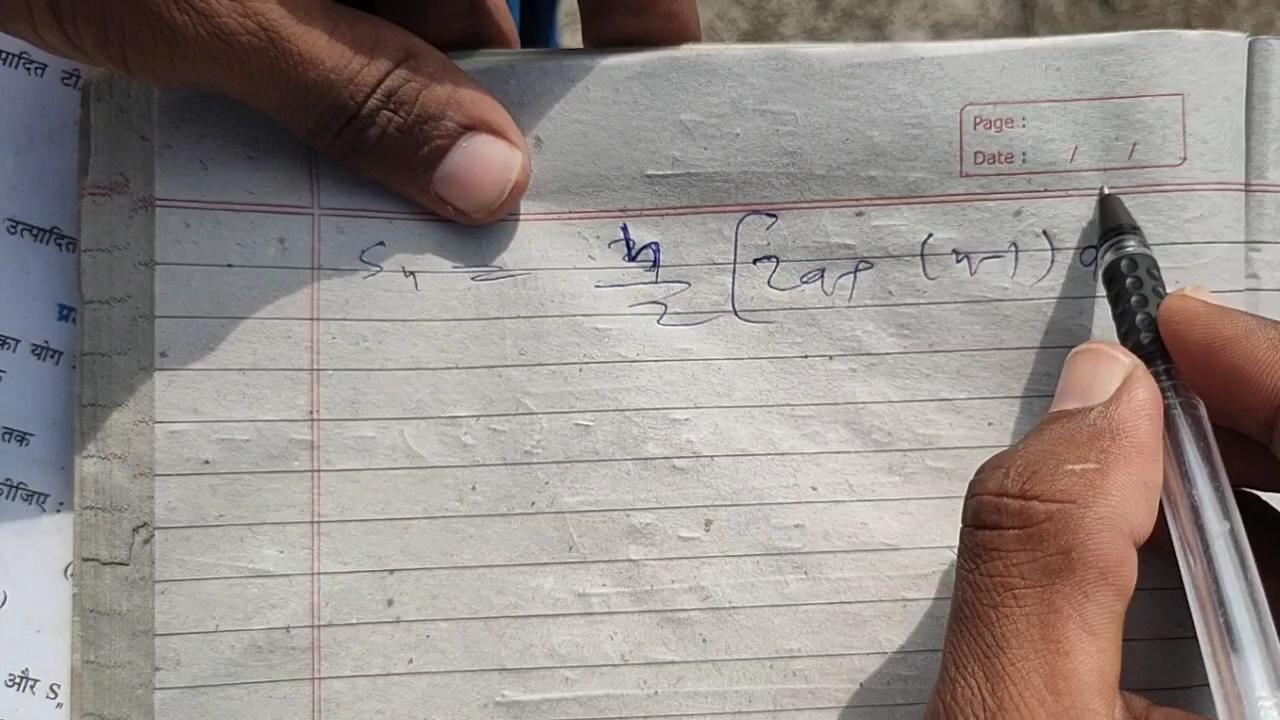 Page :
Date : / /
Sn = n/2 [2a+ (n-1) d
पादित टी.
उत्पादित
प्र
का योग :
तक
कीजिए :
और Sn